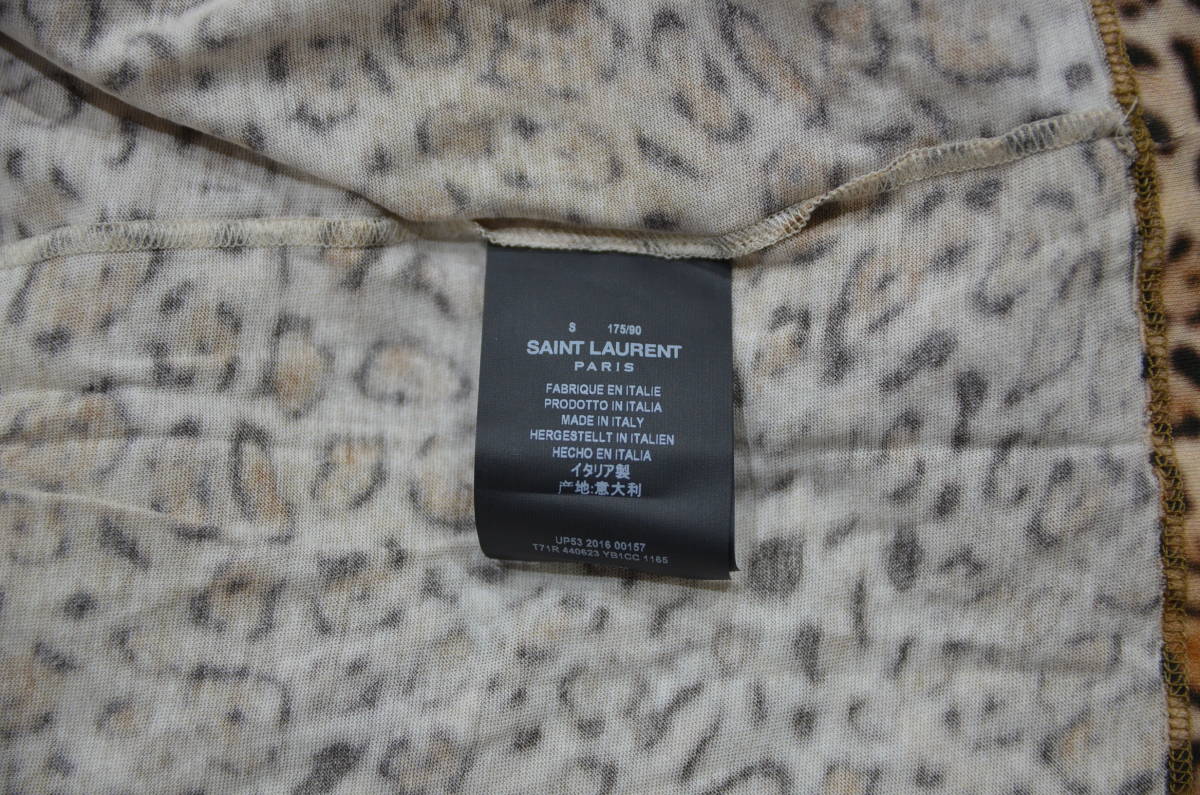 S 175/90
SAINT LAURENT
PARIS
FABRIQUE EN ITALIE
PRODOTTO IN ITALIA
MADE IN ITALY
HERGESTELLT IN ITALIEN
HECHO EN ITALIA
イタリア製
产地:意大利
UP53 2016 00157
T71R 440623 YB1CC 1165